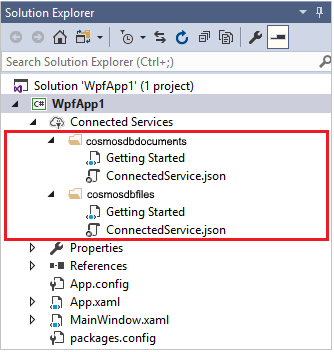 Solution Explorer
Search Solution Explorer (Ctrl+;)
Solution 'WpfApp1' (1 project)
C# WpfApp1
Connected Services
cosmosdbdocuments
Getting Started
ConnectedService.json
cosmosdbfiles
Getting Started
ConnectedService.json
Properties
References
App.config
App.xaml
MainWindow.xaml
packages.config